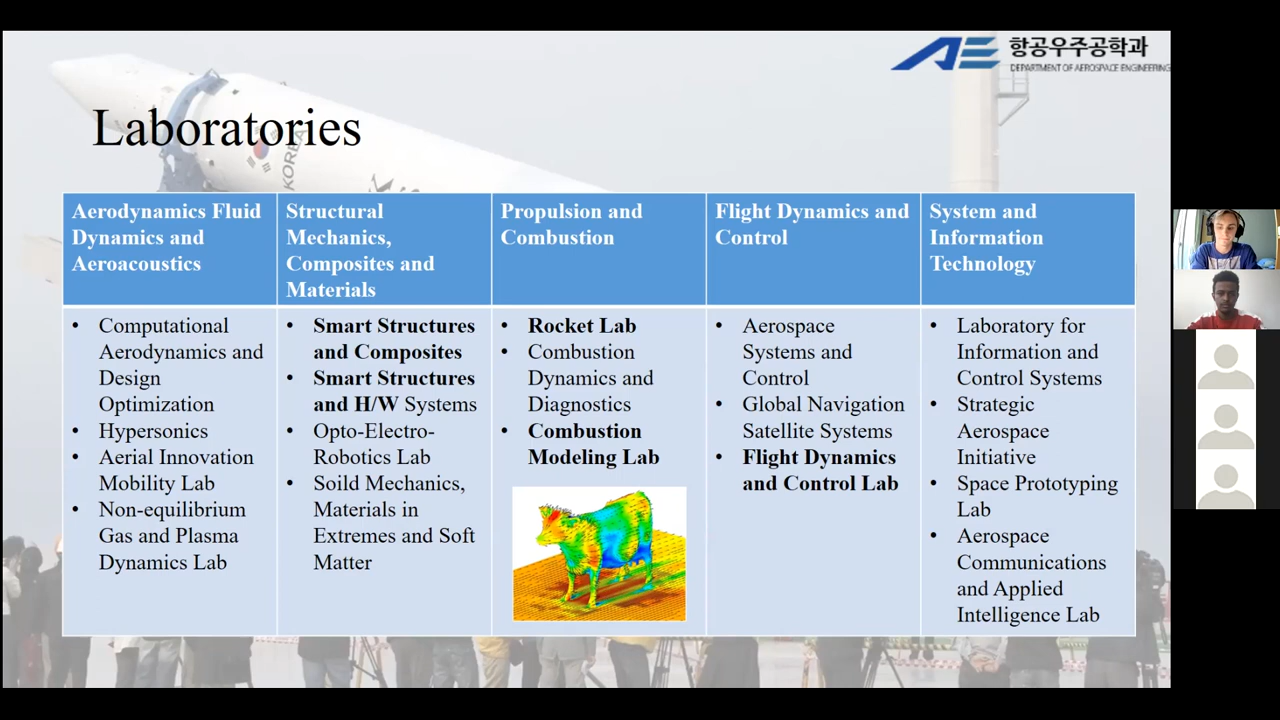 항공우주공학과
DEPARTMENT OF AEROSPACE ENGINEERING
Laboratories
KOREA
Aerodynamics Fluid
Dynamics and
Aeroacoustics
Structural
Mechanics,
Composites and
Materials
Propulsion and
Combustion
Flight Dynamics and
Control
System and
Information
Technology
• Computational
Aerodynamics and
Design
Optimization
• Hypersonics
• Aerial Innovation
Mobility Lab
• Non-equilibrium
Gas and Plasma
Dynamics Lab
• Smart Structures
and Composites
• Smart Structures
and H/W Systems
• Opto-Electro-
Robotics Lab
• Soild Mechanics,
Materials in
Extremes and Soft
Matter
• Rocket Lab
• Combustion
Dynamics and
Diagnostics
• Combustion
Modeling Lab
• Aerospace
Systems and
Control
• Global Navigation
Satellite Systems
• Flight Dynamics
and Control Lab
• Laboratory for
Information and
Control Systems
• Strategic
Aerospace
Initiative
• Space Prototyping
Lab
• Aerospace
Communications
and Applied
Intelligence Lab